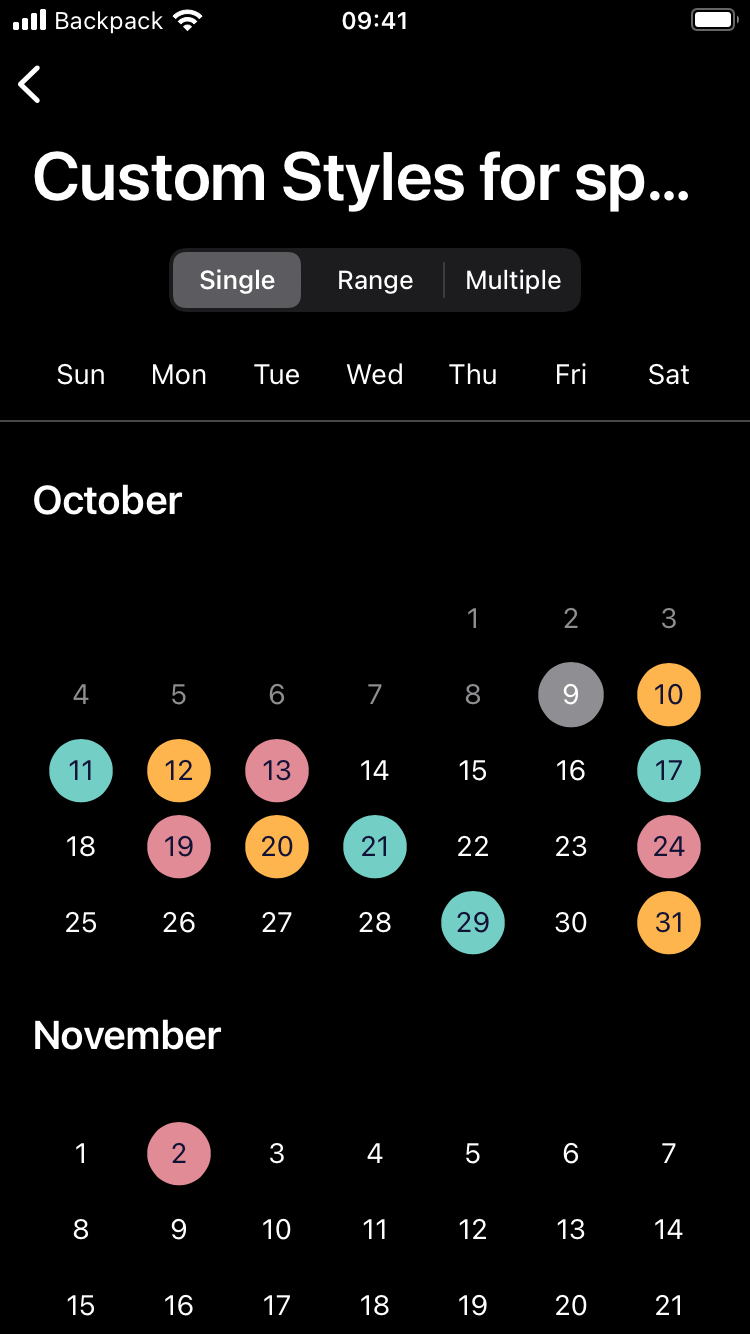 Backpack 09:41
Custom Styles for sp...
Single Range Multiple
Sun Mon Tue Wed Thu Fri Sat
October
1 2 3
4 5 6 7 8 9 10
11 12 13 14 15 16 17
18 19 20 21 22 23 24
25 26 27 28 29 30 31
November
1 2 3 4 5 6 7
8 9 10 11 12 13 14
15 16 17 18 19 20 21